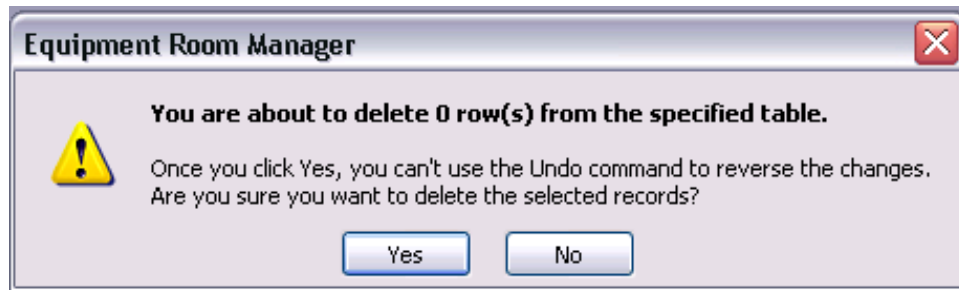 Equipment Room Manager
You are about to delete 0 row(s) from the specified table.
Once you click Yes, you can't use the Undo command to reverse the changes.
Are you sure you want to delete the selected records?
Yes
No